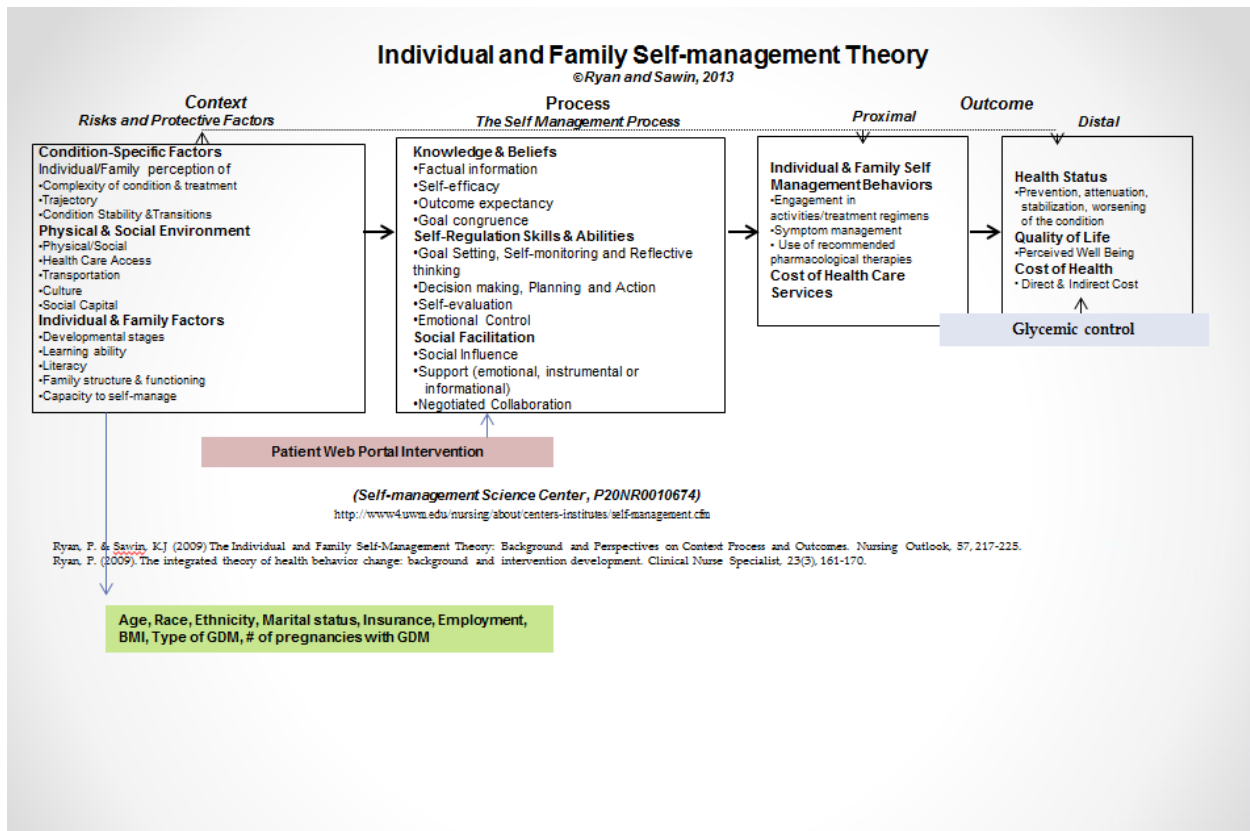 Individual and Family Self-management Theory
©Ryan and Sawin, 2013
Context
Risks and Protective Factors
Process
The Self Management Process
Outcome
Proximal
Distal
Condition-Specific Factors
Individual/Family perception of
•Complexity of condition & treatment
•Trajectory
•Condition Stability &Transitions
Physical & Social Environment
•Physical/Social
•Health Care Access
•Transportation
•Culture
•Social Capital
Individual & Family Factors
•Developmental stages
•Learning ability
•Literacy
•Family structure & functioning
•Capacity to self-manage
Knowledge & Beliefs
•Factual information
•Self-efficacy
•Outcome expectancy
•Goal congruence
Self-Regulation Skills & Abilities
•Goal Setting, Self-monitoring and Reflective
thinking
•Decision making, Planning and Action
•Self-evaluation
•Emotional Control
Social Facilitation
•Social Influence
•Support (emotional, instrumental or
informational)
•Negotiated Collaboration
Individual & Family Self
Management Behaviors
•Engagement in
activities/treatment regimens
•Symptom management
• Use of recommended
pharmacological therapies
Cost of Health Care
Services
Health Status
•Prevention, attenuation,
stabilization, worsening
of the condition
Quality of Life
•Perceived Well Being
Cost of Health
• Direct & Indirect Cost
Glycemic control
Patient Web Portal Intervention
(Self-management Science Center, P20NR0010674)
http://www4.uwm.edu/nursing/about/centers-institutes/self-management.cfm
Ryan, P. & Sawin, K.J (2009) The Individual and Family Self-Management Theory: Background and Perspectives on Context Process and Outcomes. Nursing Outlook, 57, 217-225.
Ryan, P. (2009). The integrated theory of health behavior change: background and intervention development. Clinical Nurse Specialist, 23(3), 161-170.
Age, Race, Ethnicity, Marital status, Insurance, Employment,
BMI, Type of GDM, # of pregnancies with GDM